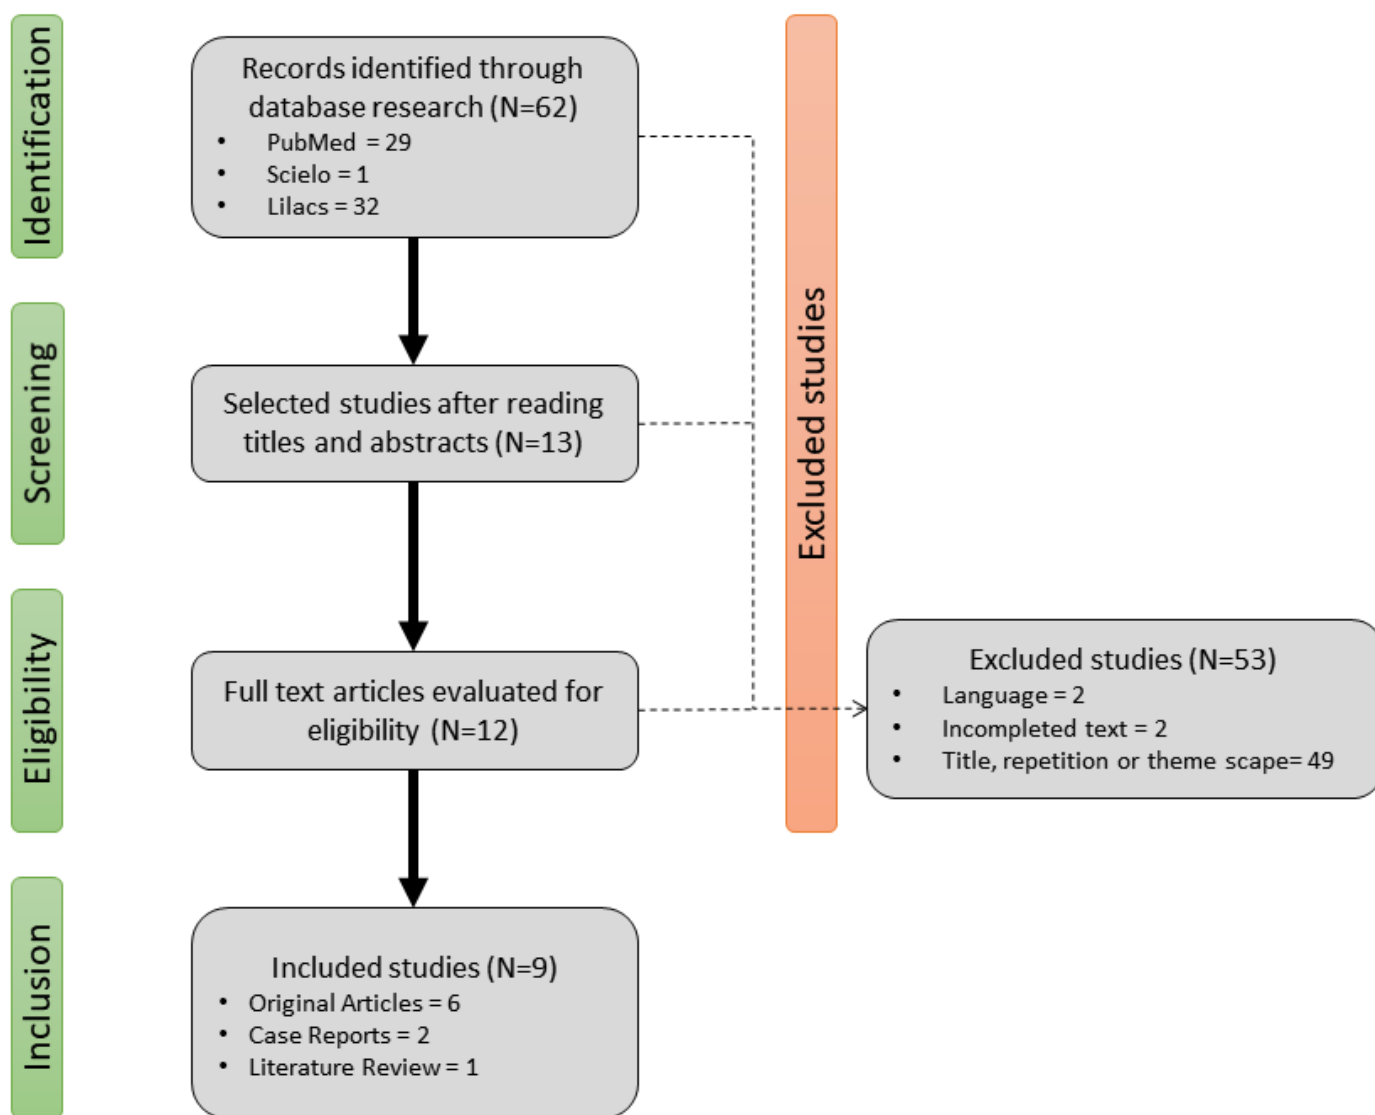 Identification
Records identified through
database research (N=62)
• PubMed = 29
• Scielo = 1
• Lilacs = 32
Screening
Selected studies after reading
titles and abstracts (N=13)
Excluded studies
Eligibility
Full text articles evaluated for
eligibility (N=12)
Excluded studies (N=53)
• Language = 2
• Incompleted text = 2
• Title, repetition or theme scape= 49
Inclusion
Included studies (N=9)
• Original Articles = 6
• Case Reports = 2
• Literature Review = 1